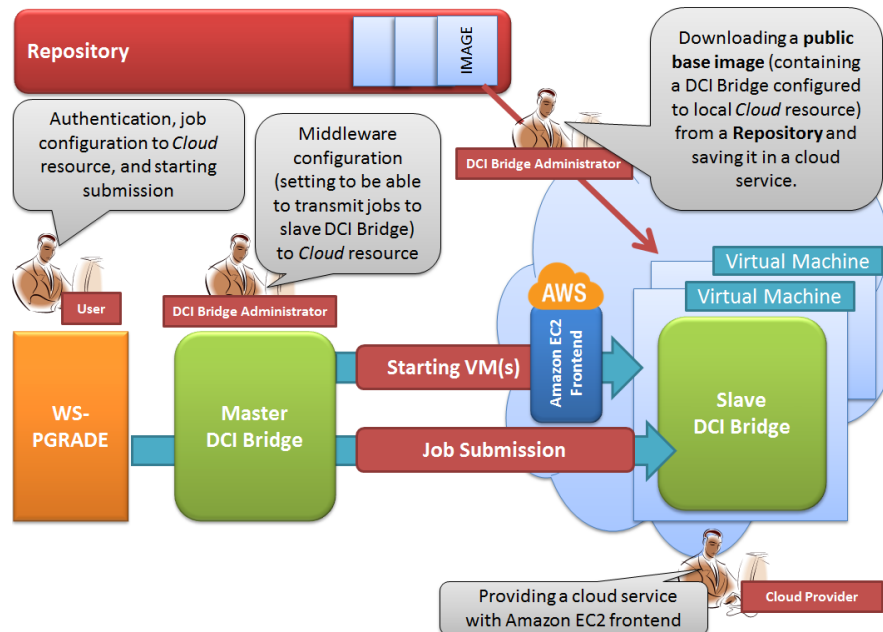 Repository
IMAGE
Downloading a public
base image (containing
a DCI Bridge configured
to local Cloud resource)
from a Repository and
saving it in a cloud
service.
Authentication, job
configuration to Cloud
resource, and starting
submission
Middleware
configuration
(setting to be able
to transmit jobs to
slave DCI Bridge)
to Cloud resource
DCI Bridge Administrator
User
DCI Bridge Administrator
Virtual Machine
Virtual Machine
AWS
Amazon EC2
Frontend
WS-
PGRADE
Master
DCI Bridge
Starting VM(s)
Job Submission
Slave
DCI Bridge
Providing a cloud service
with Amazon EC2 frontend
Cloud Provider